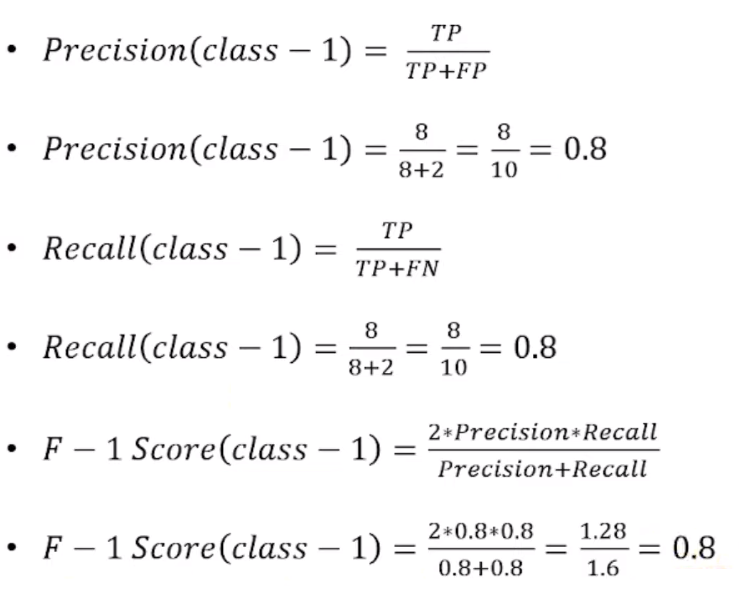 • Precision(class − 1) = TP/TP+FP
• Precision(class − 1) = 8/8+2 = 8/10 = 0.8
• Recall(class − 1) = TP/TP+FN
• Recall(class − 1) = 8/8+2 = 8/10 = 0.8
• F − 1 Score(class − 1) = 2*Precision*Recall/Precision+Recall
• F − 1 Score(class − 1) = 2*0.8*0.8/0.8+0.8 = 1.28/1.6 = 0.8